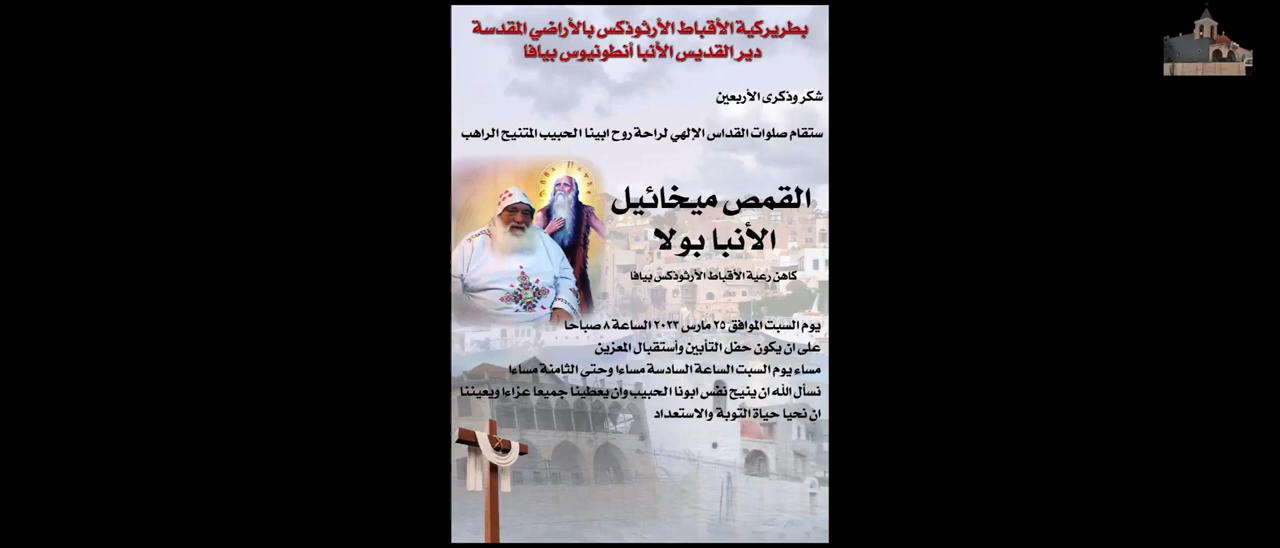 بطريركية الأقباط الأرثوذكس بالأراضي المقدسة
دير القديس الأنبا أنطونيوس بيافا
شكر وذكرى الأربعين
ستقام صلوات القداس الإلهي لراحة روح ابينا الحبيب المتنيح الراهب
القمص ميخائيل
الأنبا بولا
كاهن رعية الأقباط الأرثوذكس بيافا
يوم السبت الموافق ٢٥ مارس ٢٠٢٣ الساعة ٨ صباحا
على ان يكون حفل التأبين وأستقبال المعزين
مساء يوم السبت الساعة السادسة مساءا وحتى الثامنة مساءا
نسأل الله ان ينيح نفس ابونا الحبيب وان يعطينا جميعا عزاءا ويعيننا
ان نحيا حياة التوبة والاستعداد